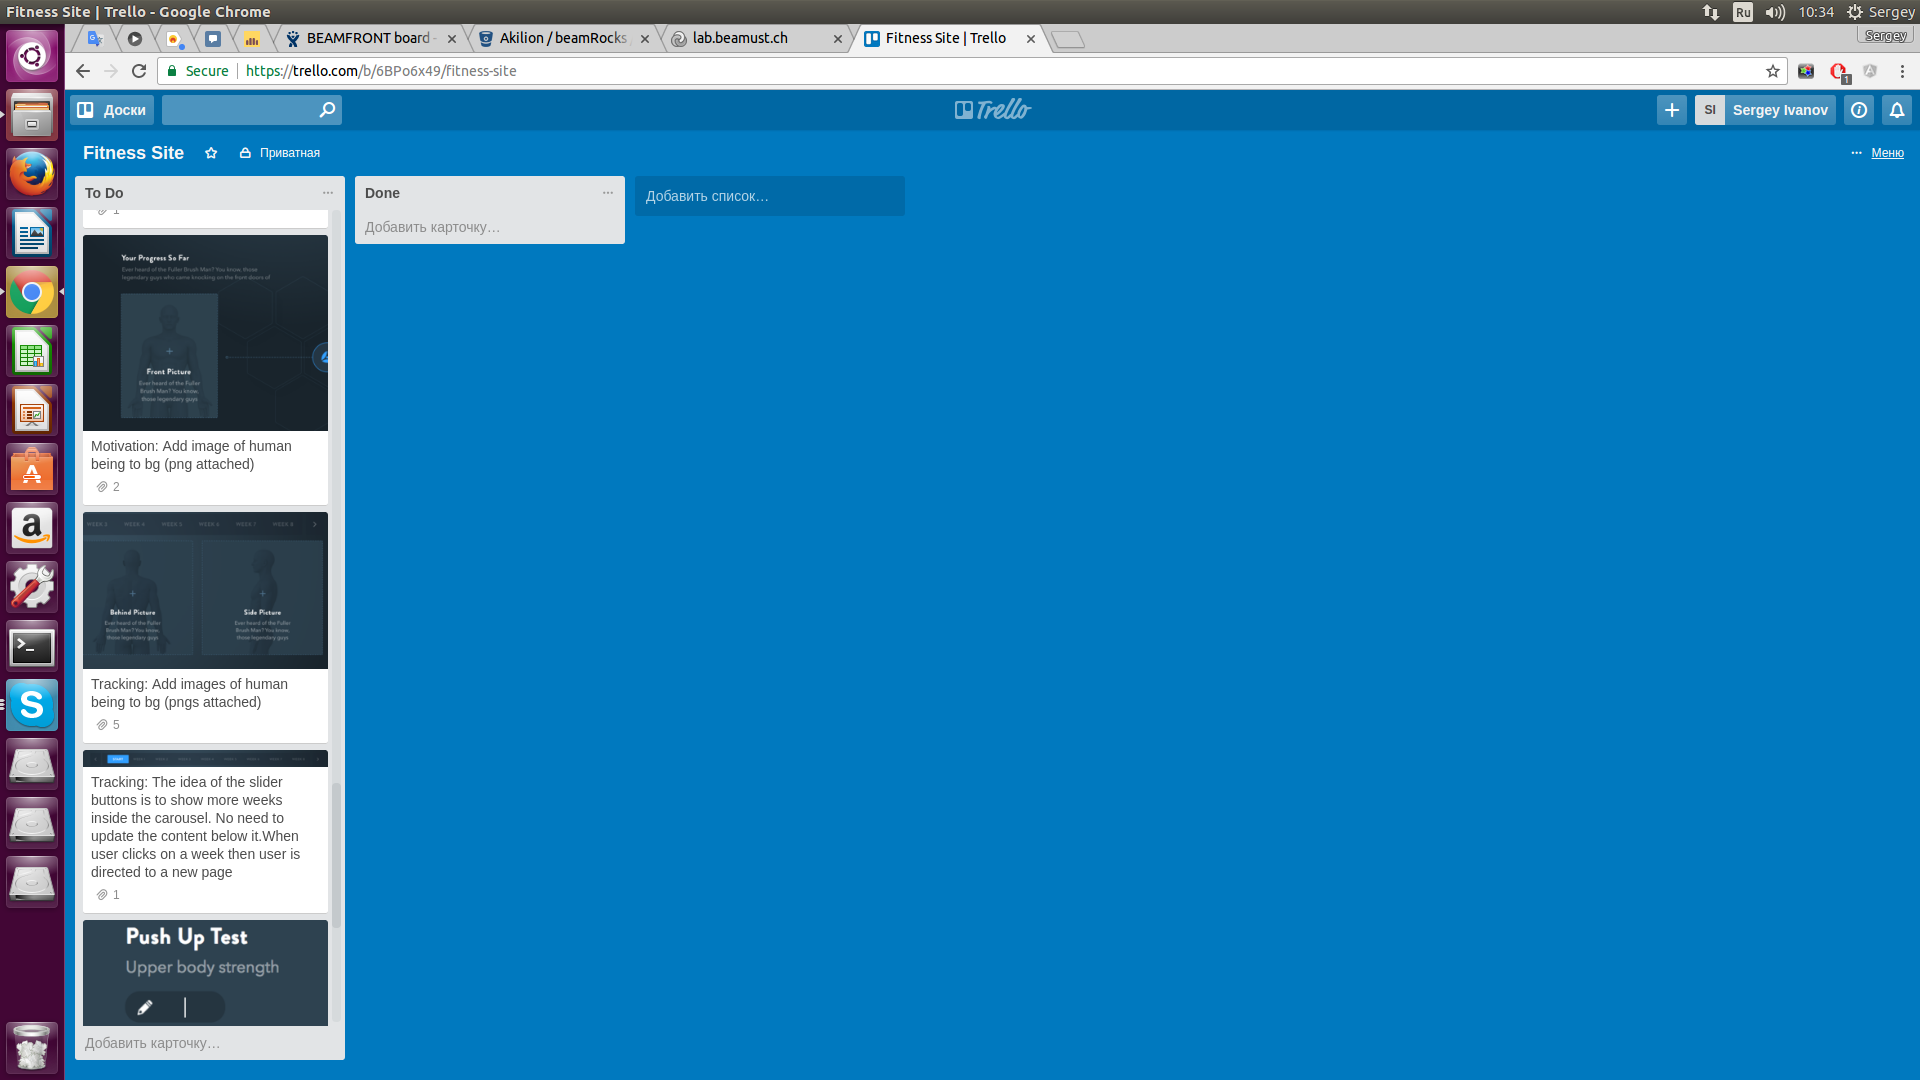 Fitness Site | Trello - Google Chrome
Ru
10:34
Sergey
BEAMFRONT board
Akilion / beamRocks
lab.beamust.ch
Fitness Site | Trello
Sergey
Secure
https://trello.com/b/6BPo6x49/fitness-site
1
Доски
Trello
SI
Sergey Ivanov
Fitness Site
Приватная
Меню
To Do
Done
Добавить список…
Добавить карточку…
1
Your Progress So Far
Ever heard of the Fuller Brush Man? You know, those
legendary guys who came knocking on the front doors of
Front Picture
Ever heard of the Fuller
Brush Man? You know,
those legendary guys
Motivation: Add image of human
being to bg (png attached)
2
WEEK 4
WEEK 5
WEEK 6
WEEK 7
WEEK 8
Behind Picture
Ever heard of the Fuller
Brush Man? You know,
those legendary guys
Side Picture
Ever heard of the Fuller
Brush Man? You know,
those legendary guys
Tracking: Add images of human
being to bg (pngs attached)
5
Tracking: The idea of the slider
buttons is to show more weeks
inside the carousel. No need to
update the content below it.When
user clicks on a week then user is
directed to a new page
1
Push Up Test
Upper body strength
Добавить карточку…